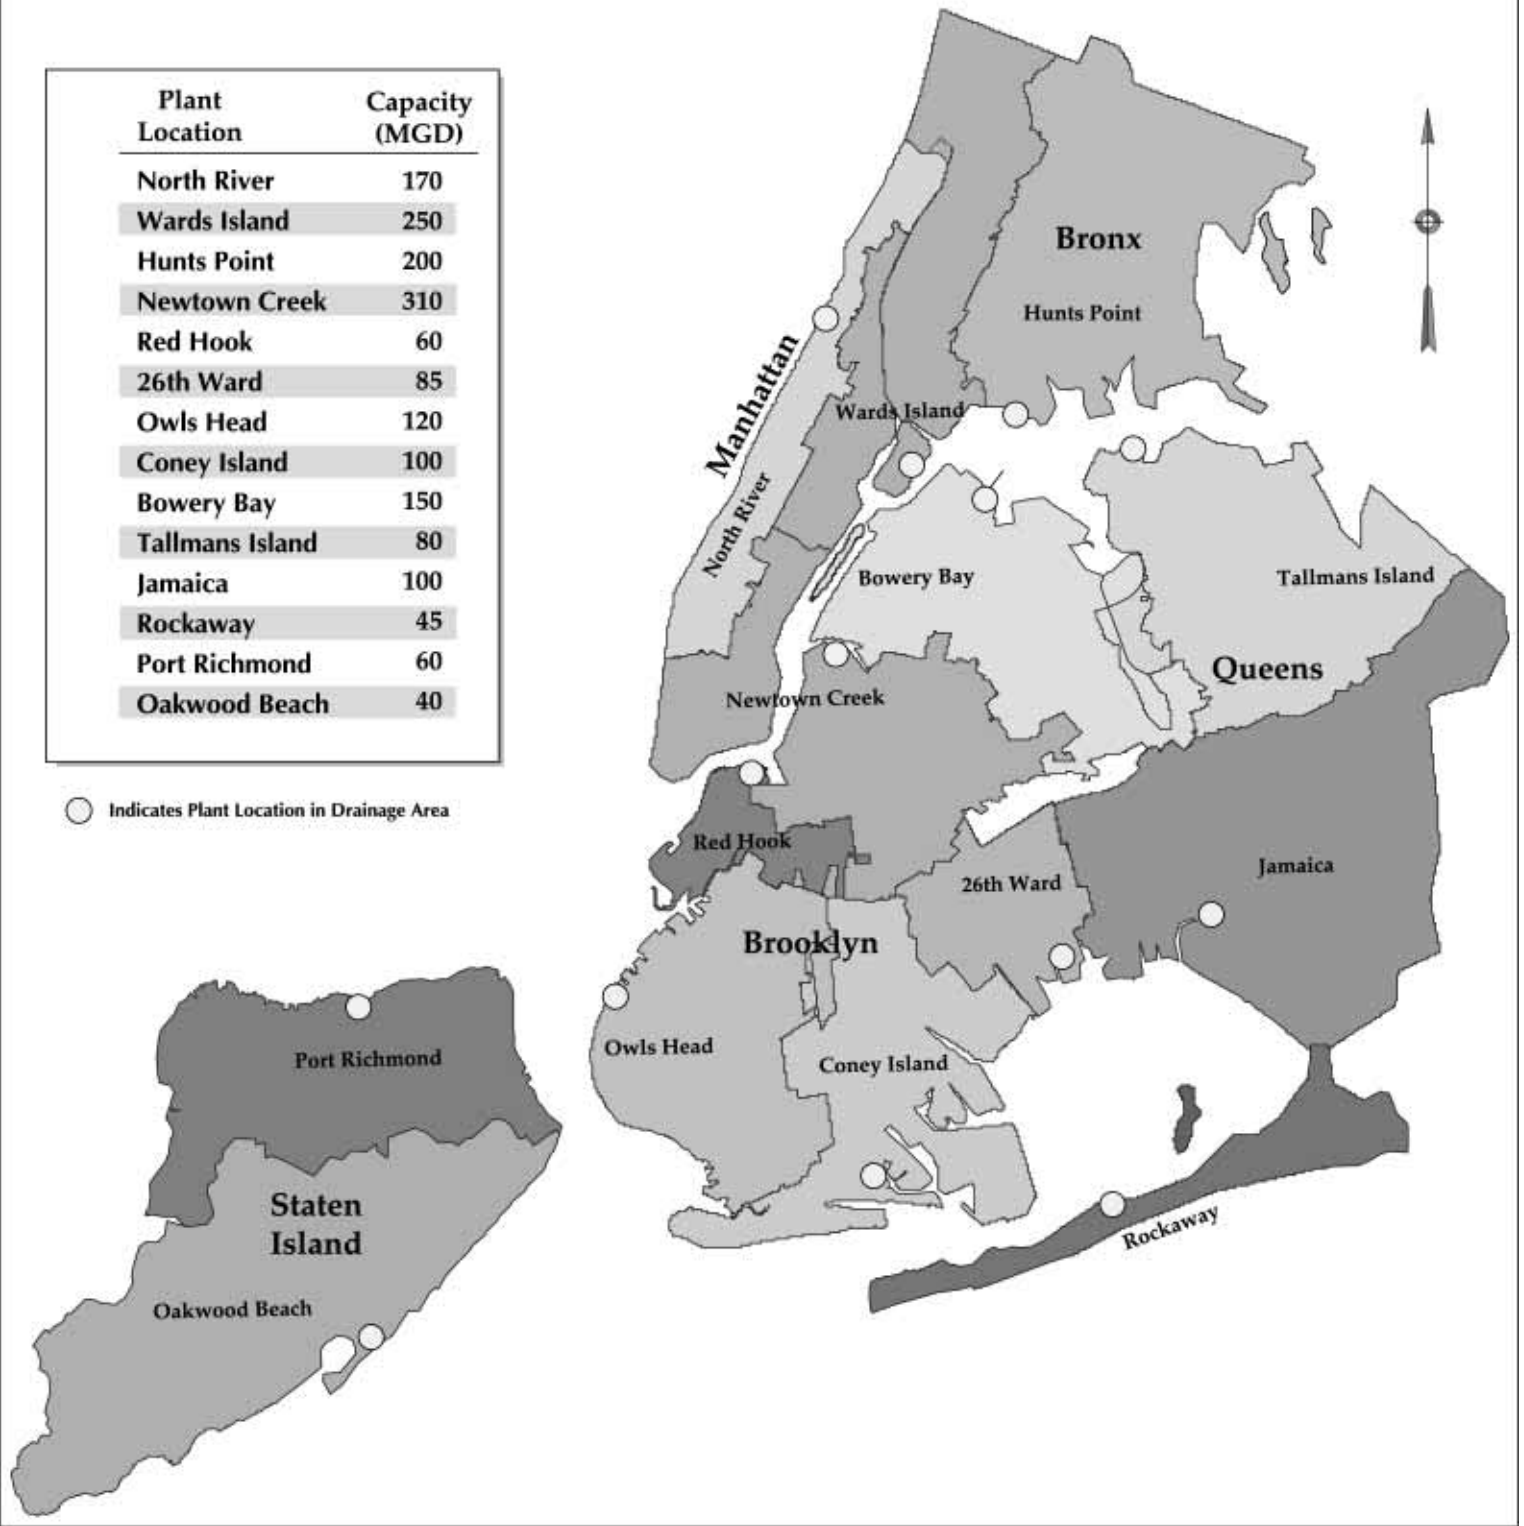 Plant Location
Capacity (MGD)
North River 170
Wards Island 250
Hunts Point 200
Newtown Creek 310
Red Hook 60
26th Ward 85
Owls Head 120
Coney Island 100
Bowery Bay 150
Tallmans Island 80
Jamaica 100
Rockaway 45
Port Richmond 60
Oakwood Beach 40
Indicates Plant Location in Drainage Area
Bronx
Hunts Point
Manhattan
Wards Island
North River
Bowery Bay
Tallmans Island
Queens
Newtown Creek
Red Hook
Jamaica
26th Ward
Brooklyn
Owls Head
Coney Island
Port Richmond
Staten
Island
Rockaway
Oakwood Beach